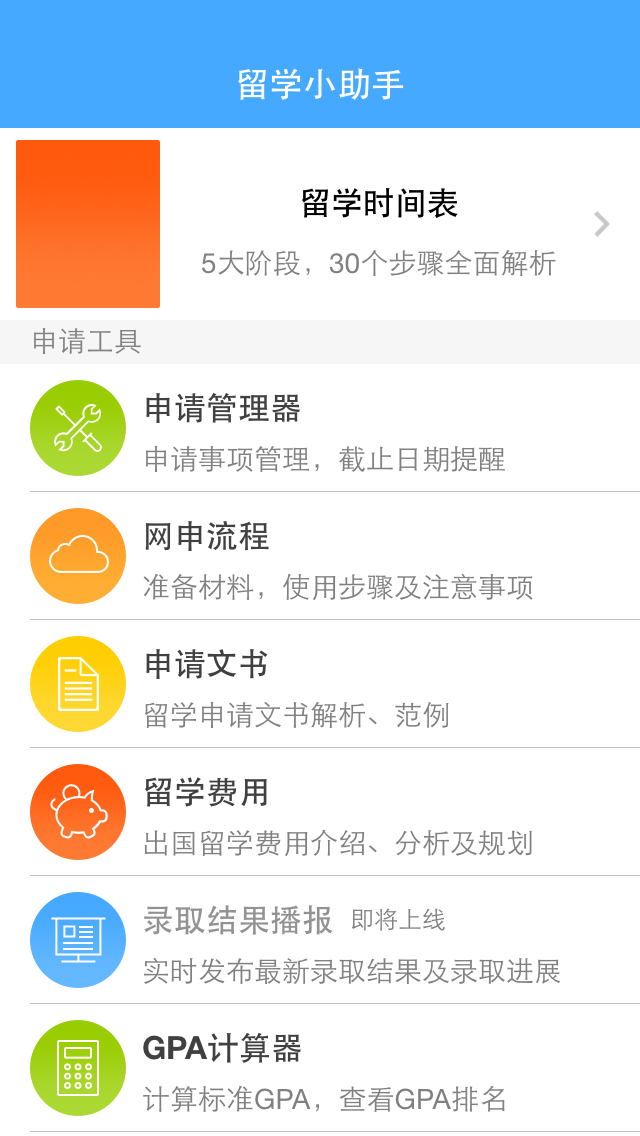 留学小助手
留学时间表
5大阶段，30个步骤全面解析
申请工具
申请管理器
申请事项管理，截止日期提醒
网申流程
准备材料，使用步骤及注意事项
申请文书
留学申请文书解析、范例
留学费用
出国留学费用介绍、分析及规划
录取结果播报 即将上线
实时发布最新录取结果及录取进展
GPA计算器
计算标准GPA，查看GPA排名